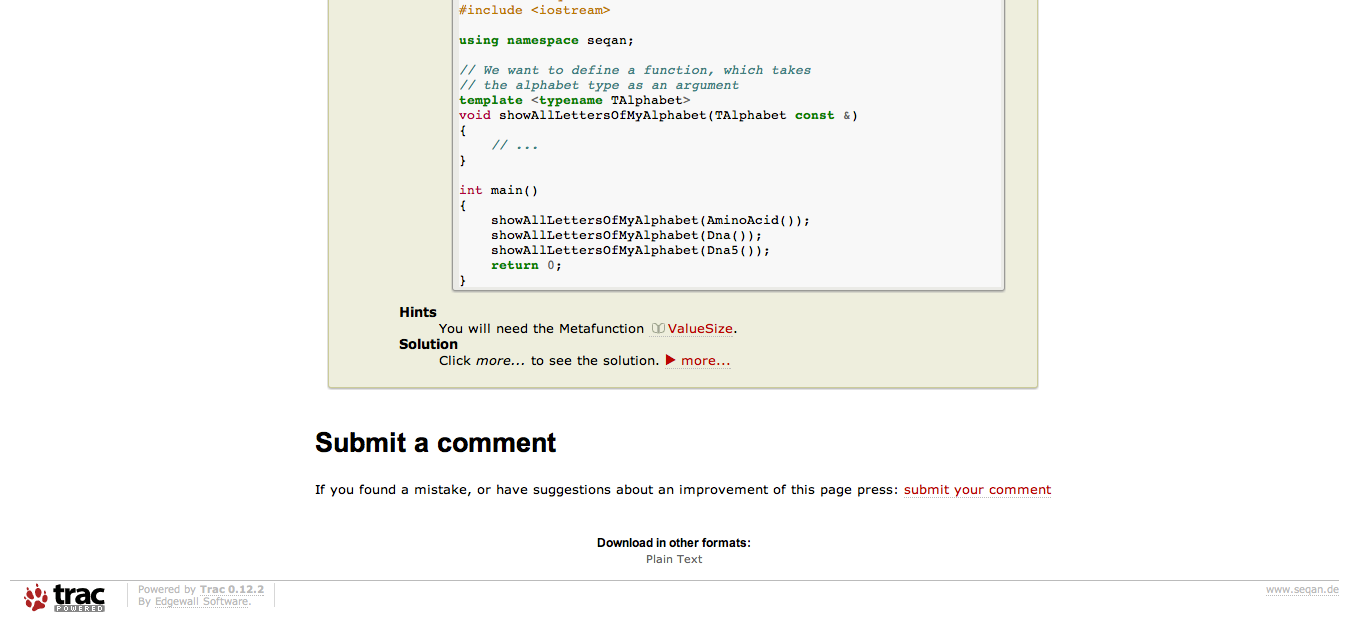 #include <iostream>
using namespace seqan;
// We want to define a function, which takes
// the alphabet type as an argument
template <typename TAlphabet>
void showAllLettersOfMyAlphabet(TAlphabet const &)
{
// ...
}
int main()
{
showAllLettersOfMyAlphabet(AminoAcid());
showAllLettersOfMyAlphabet(Dna());
showAllLettersOfMyAlphabet(Dna5());
return 0;
}
Hints
You will need the Metafunction ValueSize.
Solution
Click more... to see the solution. more...
Submit a comment
If you found a mistake, or have suggestions about an improvement of this page press: submit your comment
Download in other formats:
Plain Text
trac
POWERED
Powered by Trac 0.12.2
By Edgewall Software.
www.seqan.de